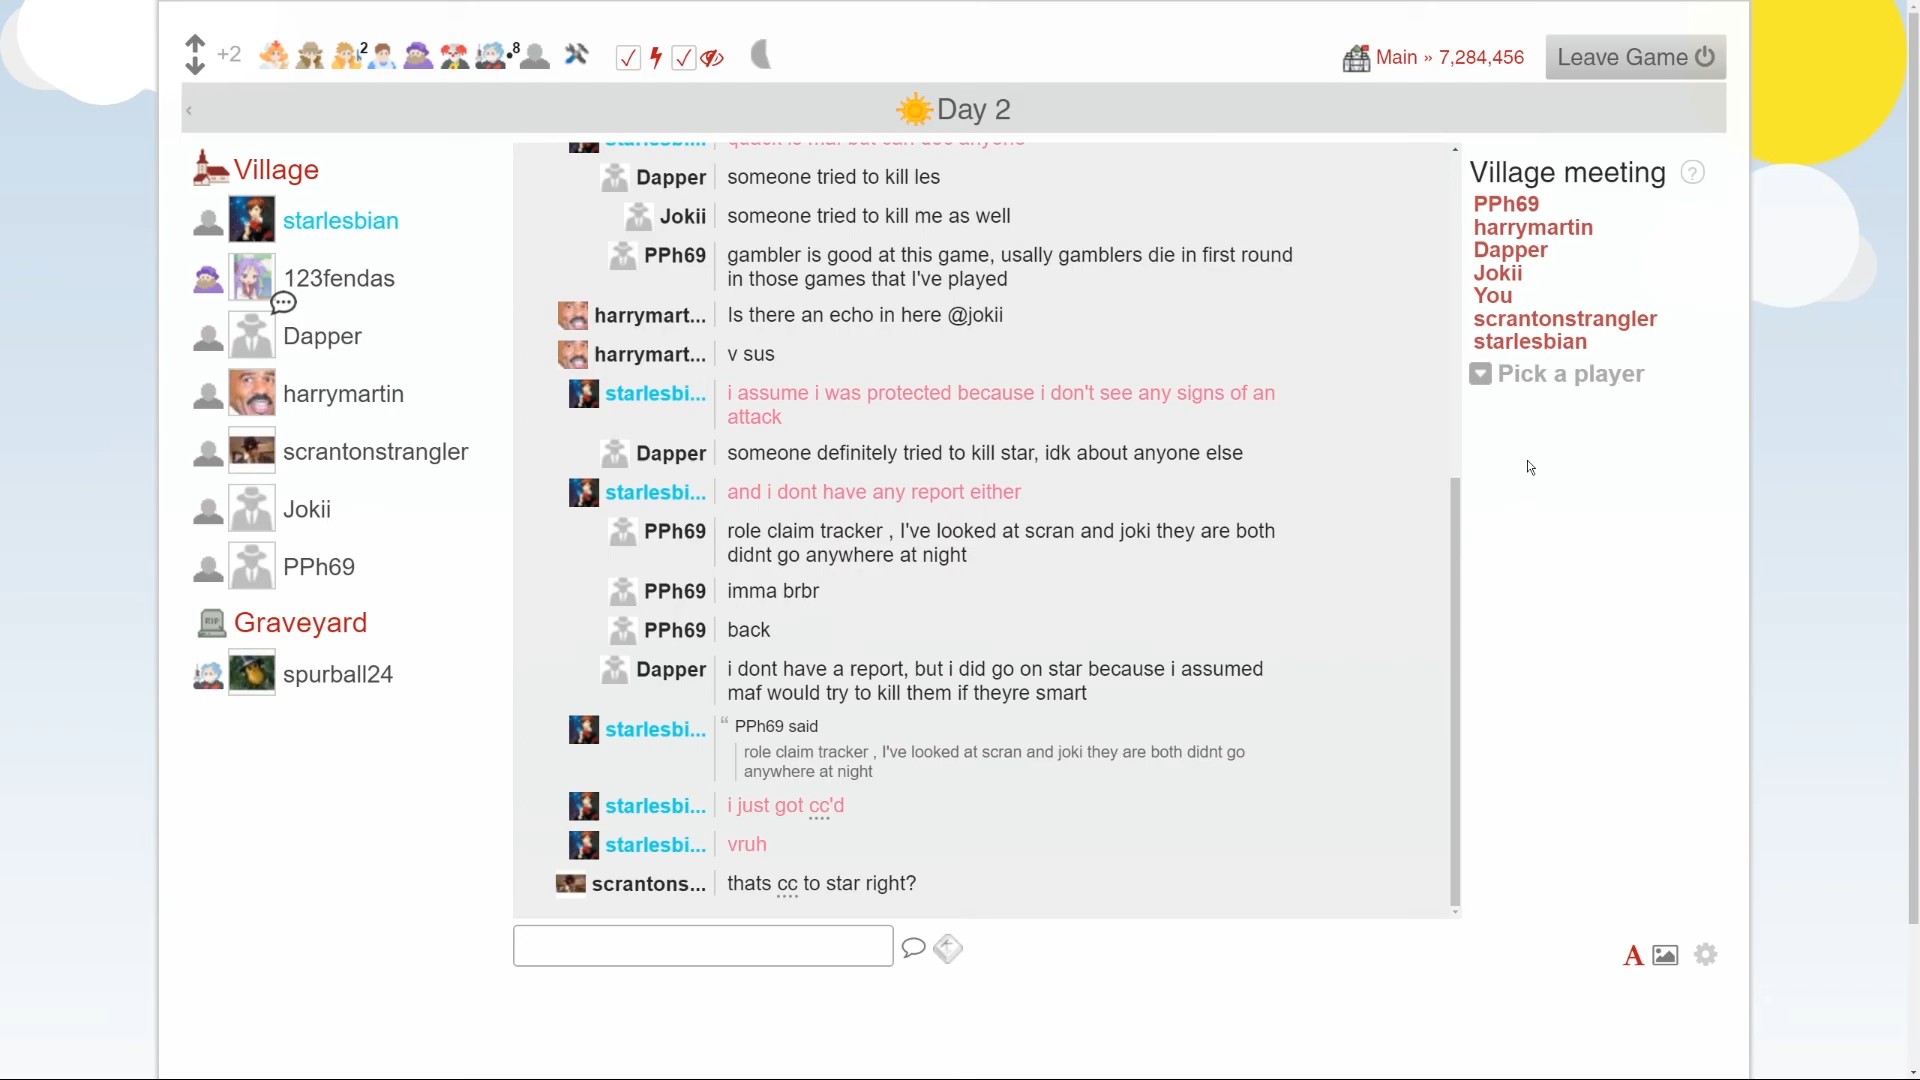 +2
2
8
Main » 7,284,456
Leave Game
Day 2
Village
starlesbian
123fendas
Dapper
harrymartin
scrantonstrangler
Jokii
PPh69
RIP
Graveyard
spurball24
Dapper someone tried to kill les
Jokii someone tried to kill me as well
PPh69 gambler is good at this game, usally gamblers die in first round
in those games that I've played
harrymart... Is there an echo in here @jokii
harrymart... v sus
starlesbi... i assume i was protected because i don't see any signs of an
attack
Dapper someone definitely tried to kill star, idk about anyone else
starlesbi... and i dont have any report either
PPh69 role claim tracker , I've looked at scran and joki they are both
didnt go anywhere at night
PPh69 imma brbr
PPh69 back
Dapper i dont have a report, but i did go on star because i assumed
maf would try to kill them if theyre smart
starlesbi... “ PPh69 said
role claim tracker , I've looked at scran and joki they are both didnt go
anywhere at night
starlesbi... i just got cc'd
starlesbi... vruh
scrantons... thats cc to star right?
Village meeting ?
PPh69
harrymartin
Dapper
Jokii
You
scrantonstrangler
starlesbian
Pick a player
A